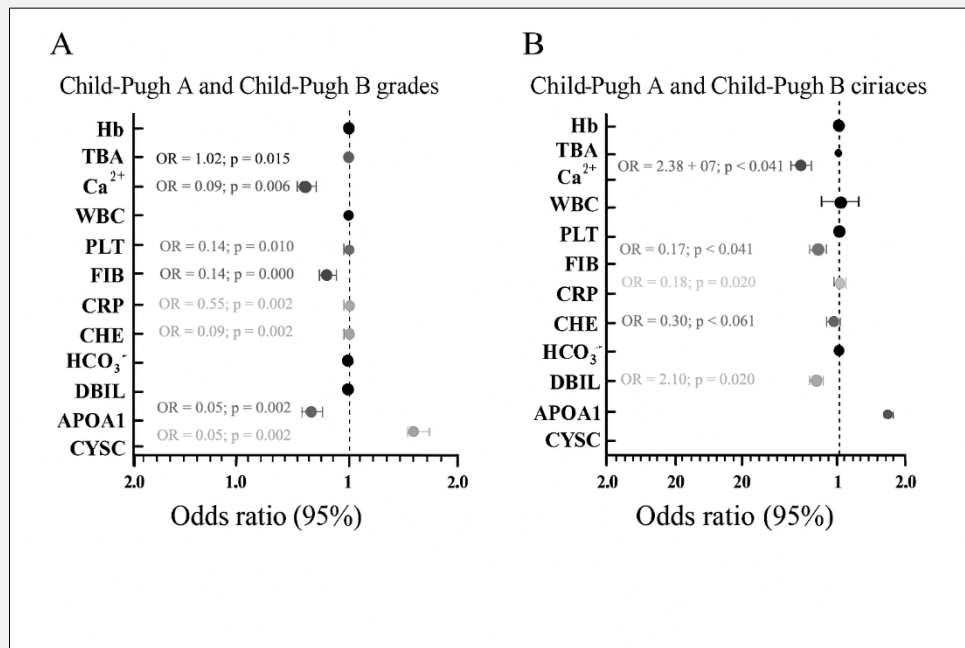 A
Child-Pugh A and Child-Pugh B grades
Hb
TBA OR = 1.02; p = 0.015
Ca²⁺ OR = 0.09; p = 0.006
WBC
PLT OR = 0.14; p = 0.010
FIB OR = 0.14; p = 0.000
CRP OR = 0.55; p = 0.002
CHE OR = 0.09; p = 0.002
HCO₃⁻
DBIL
APOA1 OR = 0.05; p = 0.002
CYSC OR = 0.05; p = 0.002
2.0 1.0 1 2.0
Odds ratio (95%)
B
Child-Pugh A and Child-Pugh B ciriaces
Hb
TBA
Ca²⁺ OR = 2.38 + 07; p < 0.041
WBC
PLT
FIB OR = 0.17; p < 0.041
CRP OR = 0.18; p = 0.020
CHE OR = 0.30; p < 0.061
HCO₃⁻
DBIL OR = 2.10; p = 0.020
APOA1
CYSC
2.0 20 20 1 2.0
Odds ratio (95%)